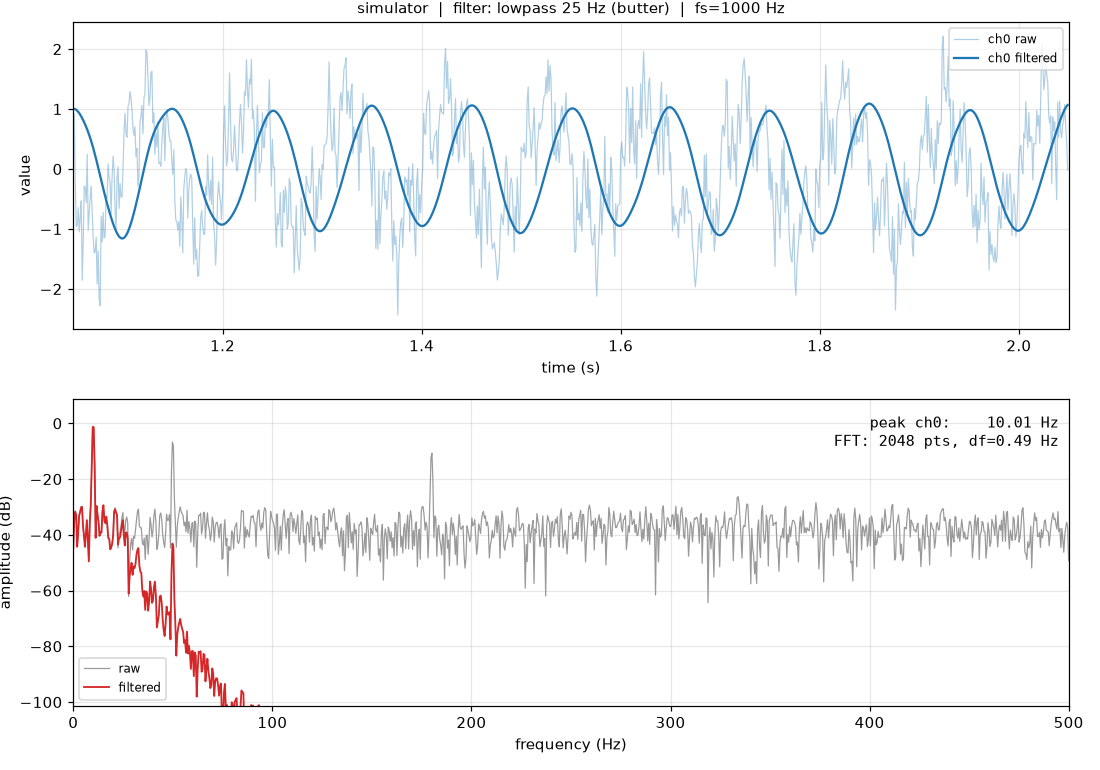 simulator | filter: lowpass 25 Hz (butter) | fs=1000 Hz
ch0 raw
ch0 filtered
2
1
0
−1
−2
value
1.2 1.4 1.6 1.8 2.0
time (s)
peak ch0: 10.01 Hz
FFT: 2048 pts, df=0.49 Hz
0
−20
−40
−60
−80
−100
amplitude (dB)
raw
filtered
0 100 200 300 400 500
frequency (Hz)